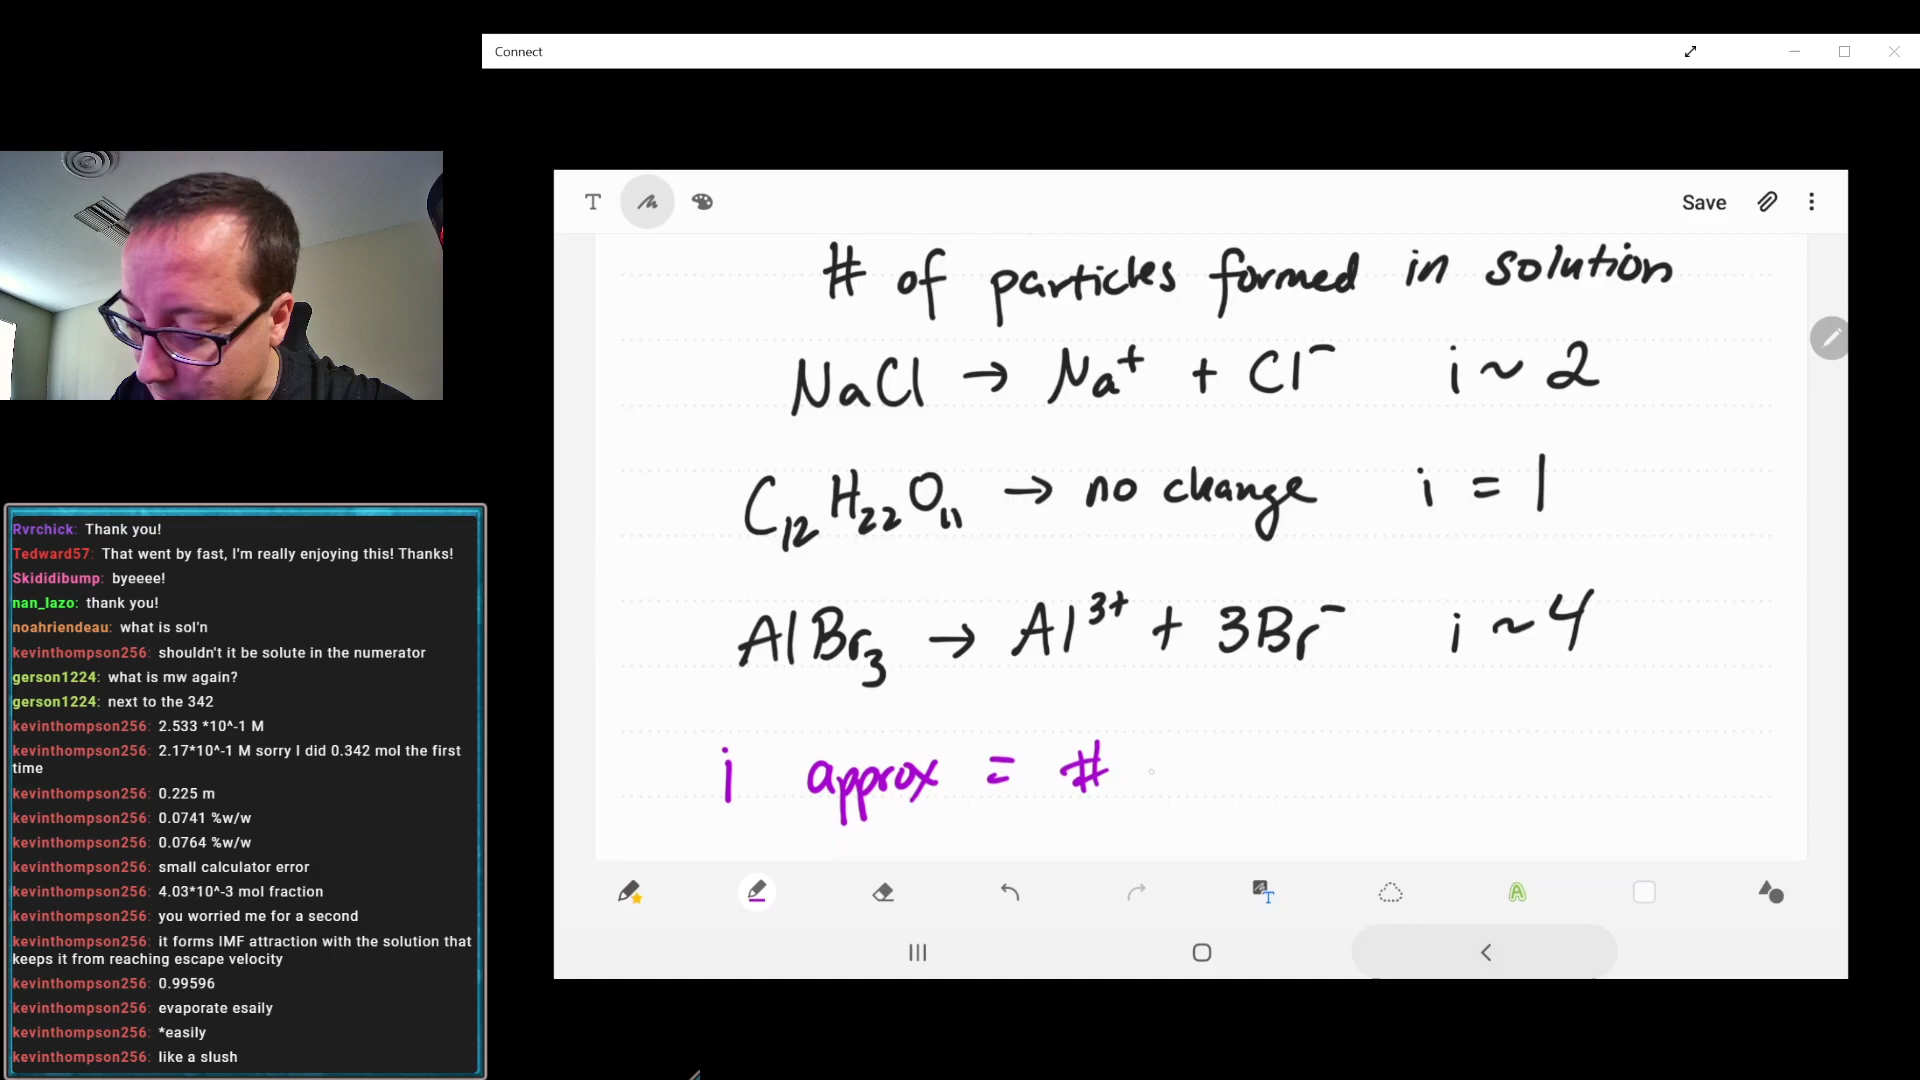 Connect
T
Save
# of particles formed in solution
NaCl → Na⁺ + Cl⁻ i ~ 2
C₁₂H₂₂O₁₁ → no change i = 1
AlBr₃ → Al³⁺ + 3Br⁻ i ~ 4
i approx = #
Rvrchick: Thank you!
Tedward57: That went by fast, I'm really enjoying this! Thanks!
Skididibump: byeeee!
nan_lazo: thank you!
noahriendeau: what is sol'n
kevinthompson256: shouldn't it be solute in the numerator
gerson1224: what is mw again?
gerson1224: next to the 342
kevinthompson256: 2.533 *10^-1 M
kevinthompson256: 2.17*10^-1 M sorry I did 0.342 mol the first
time
kevinthompson256: 0.225 m
kevinthompson256: 0.0741 %w/w
kevinthompson256: 0.0764 %w/w
kevinthompson256: small calculator error
kevinthompson256: 4.03*10^-3 mol fraction
kevinthompson256: you worried me for a second
kevinthompson256: it forms IMF attraction with the solution that
keeps it from reaching escape velocity
kevinthompson256: 0.99596
kevinthompson256: evaporate esaily
kevinthompson256: *easily
kevinthompson256: like a slush
T
A